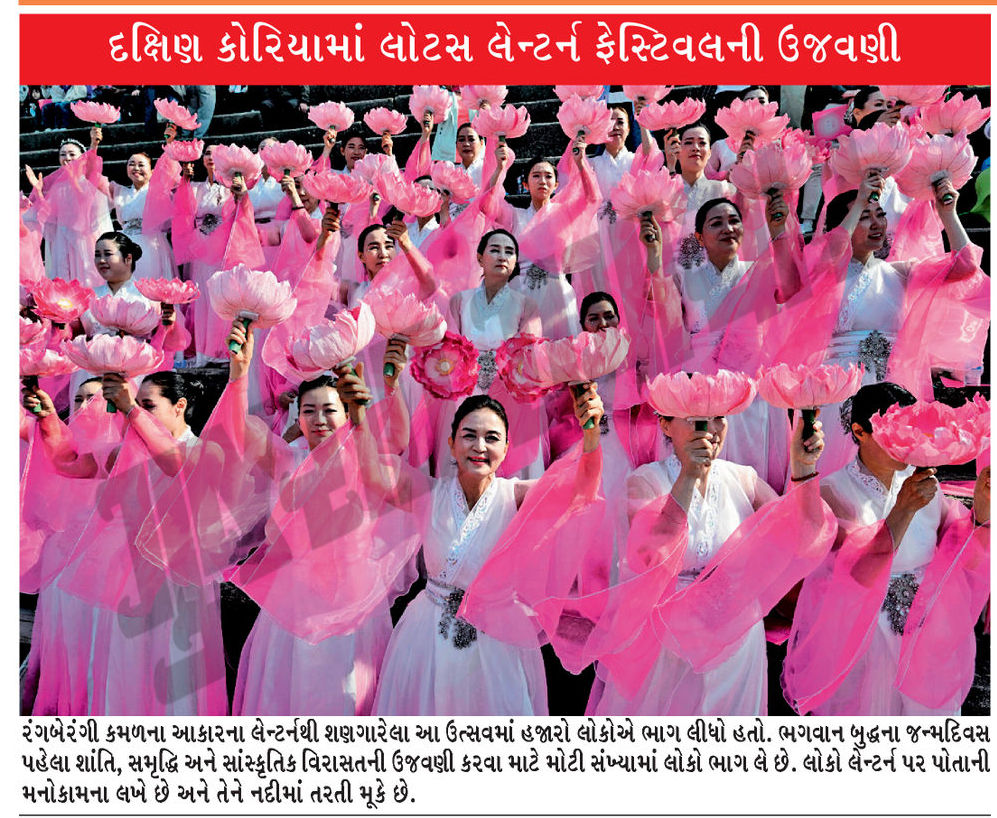 દક્ષિણ કોરિયામાં લોટસ લેન્ટર્ન ફેસ્ટિવલની ઉજવણી
રંગબેરંગી કમળના આકારના લેન્ટર્નથી શણગારેલા આ ઉત્સવમાં હજારો લોકોએ ભાગ લીધો હતો. ભગવાન બુદ્ધના જન્મદિવસ
પહેલા શાંતિ, સમૃદ્ધિ અને સાંસ્કૃતિક વિરાસતની ઉજવણી કરવા માટે મોટી સંખ્યામાં લોકો ભાગ લે છે. લોકો લેન્ટર્ન પર પોતાની
મનોકામના લખે છે અને તેને નદીમાં તરતી મૂકે છે.